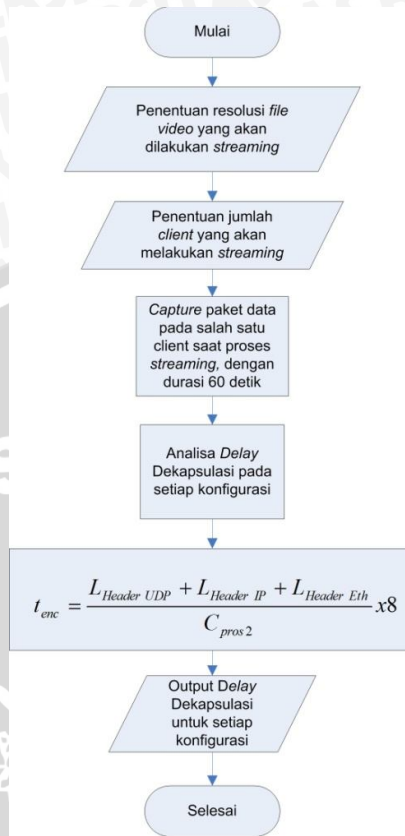 Mulai
Penentuan resolusi file
video yang akan
dilakukan streaming
Penentuan jumlah
client yang akan
melakukan streaming
Capture paket data
pada salah satu
client saat proses
streaming, dengan
durasi 60 detik
Analisa Delay
Dekapsulasi pada
setiap konfigurasi
t_enc = (L_Header UDP + L_Header IP + L_Header Eth) / C_pros2 x8
Output Delay
Dekapsulasi
untuk setiap
konfigurasi
Selesai